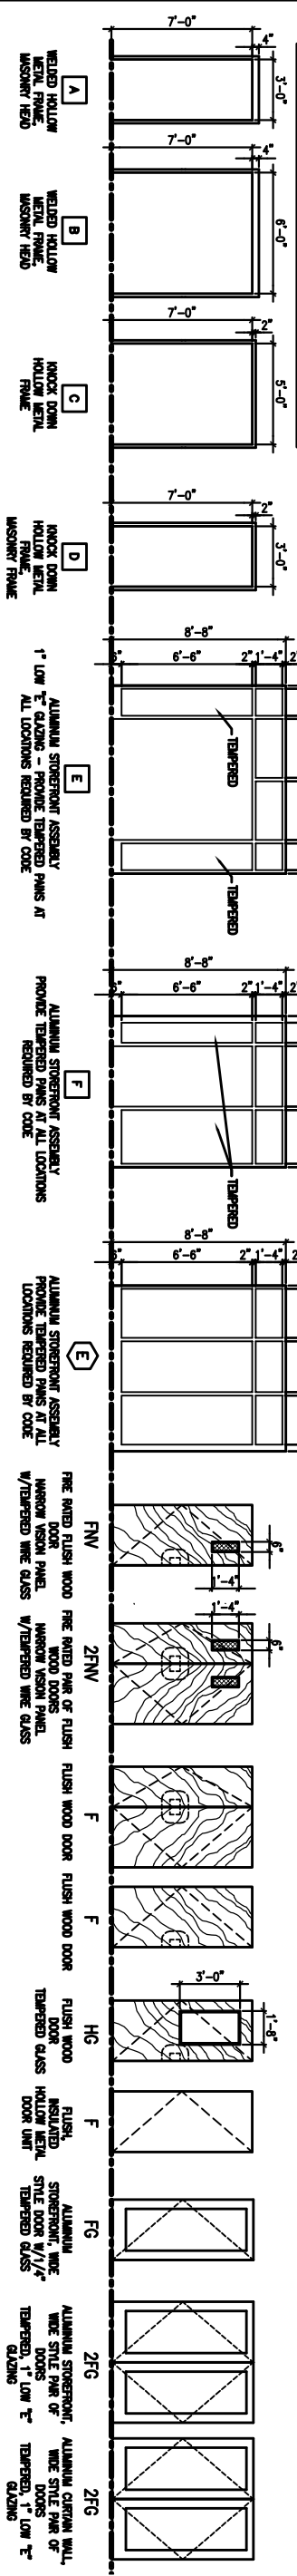 7'-0"
4"
3'-0"
A
WELDED HOLLOW
METAL FRAME,
MASONRY HEAD
7'-0"
4"
6'-0"
B
WELDED HOLLOW
METAL FRAME,
MASONRY HEAD
7'-0"
2"
5'-0"
C
KNOCK DOWN
HOLLOW METAL
FRAME
7'-0"
2"
3'-0"
D
KNOCK DOWN
HOLLOW METAL
FRAME,
MASONRY FRAME
8'-8"
6'-6"
2"
1'-4"
TEMPERED
TEMPERED
E
ALUMINUM STOREFRONT ASSEMBLY
1" LOW "E" GLAZING – PROVIDE TEMPERED PANS AT
ALL LOCATIONS REQUIRED BY CODE
8'-8"
6'-6"
2"
1'-4"
TEMPERED
F
ALUMINUM STOREFRONT ASSEMBLY
PROVIDE TEMPERED PANS AT ALL LOCATIONS
REQUIRED BY CODE
8'-8"
6'-6"
2"
1'-4"
E
ALUMINUM STOREFRONT ASSEMBLY
PROVIDE TEMPERED PANS AT ALL
LOCATIONS REQUIRED BY CODE
6"
1'-4"
FNV
FIRE RATED FLUSH WOOD
DOOR
NARROW VISION PANEL
W/TEMPERED WIRE GLASS
1'-4"
6"
2FNV
FIRE RATED PAIR OF FLUSH
WOOD DOORS
NARROW VISION PANEL
W/TEMPERED WIRE GLASS
F
FLUSH WOOD DOOR
F
FLUSH WOOD DOOR
3'-0"
1'-8"
HG
FLUSH WOOD
DOOR
TEMPERED GLASS
F
FLUSH,
INSULATED
HOLLOW METAL
DOOR UNIT
FG
ALUMINUM
STOREFRONT, WIDE
STYLE DOOR W/1/4"
TEMPERED GLASS
2FG
ALUMINUM STOREFRONT,
WIDE STYLE PAIR OF
DOORS
TEMPERED, 1" LOW "E"
GLAZING
2FG
ALUMINUM CURTAIN WALL,
WIDE STYLE PAIR OF
DOORS
TEMPERED, 1" LOW "E"
GLAZING